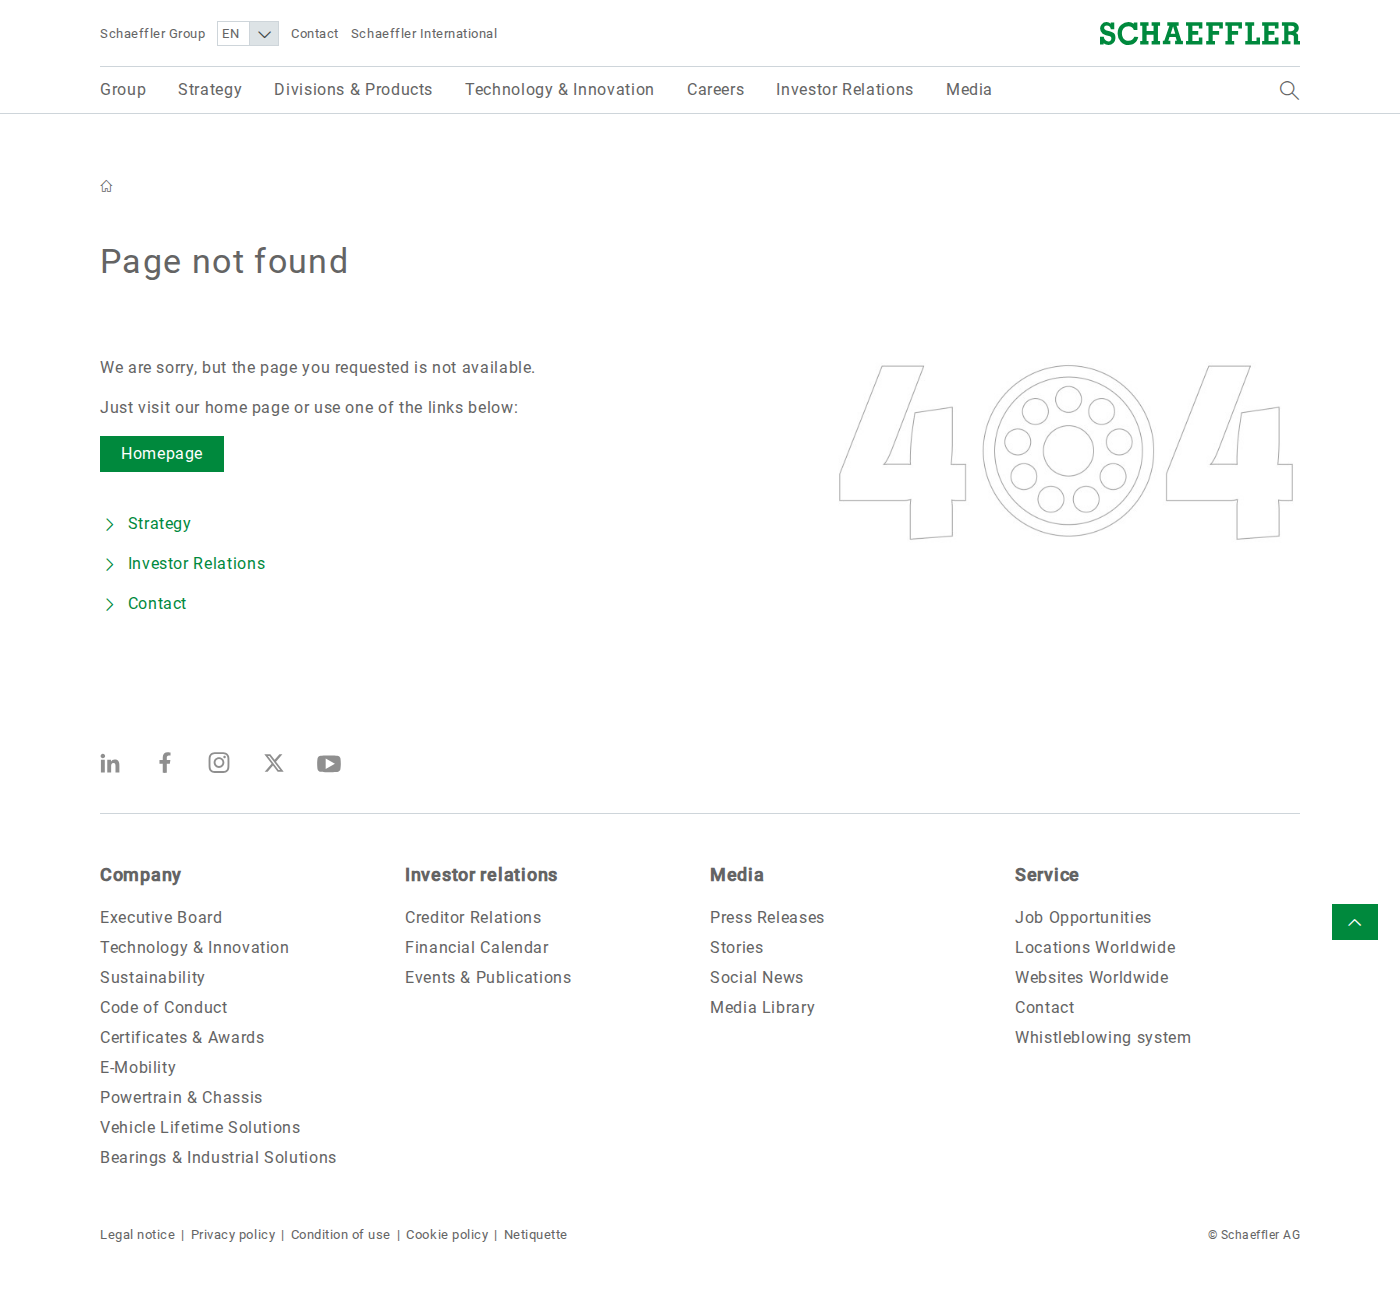 Schaeffler Group EN Contact Schaeffler International
SCHAEFFLER
Group Strategy Divisions & Products Technology & Innovation Careers Investor Relations Media
Page not found
We are sorry, but the page you requested is not available.
Just visit our home page or use one of the links below:
Homepage
Strategy
Investor Relations
Contact
404
Company
Executive Board
Technology & Innovation
Sustainability
Code of Conduct
Certificates & Awards
E-Mobility
Powertrain & Chassis
Vehicle Lifetime Solutions
Bearings & Industrial Solutions
Investor relations
Creditor Relations
Financial Calendar
Events & Publications
Media
Press Releases
Stories
Social News
Media Library
Service
Job Opportunities
Locations Worldwide
Websites Worldwide
Contact
Whistleblowing system
Legal notice | Privacy policy | Condition of use | Cookie policy | Netiquette
© Schaeffler AG